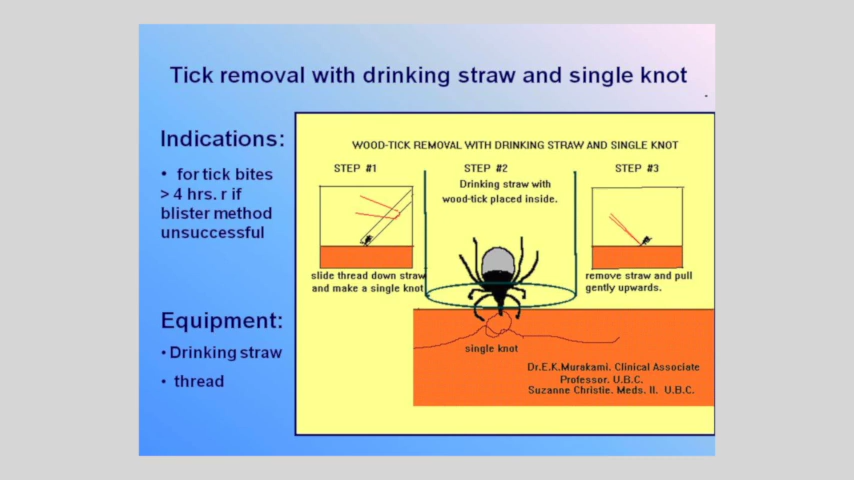 Tick removal with drinking straw and single knot
Indications:
• for tick bites
> 4 hrs. r if
blister method
unsuccessful
Equipment:
• Drinking straw
• thread
WOOD-TICK REMOVAL WITH DRINKING STRAW AND SINGLE KNOT
STEP #1
slide thread down straw
and make a single knot
STEP #2
Drinking straw with
wood-tick placed inside.
single knot
STEP #3
remove straw and pull
gently upwards.
Dr.E.K.Murakami. Clinical Associate
Professor. U.B.C.
Suzanne Christie. Meds. II. U.B.C.